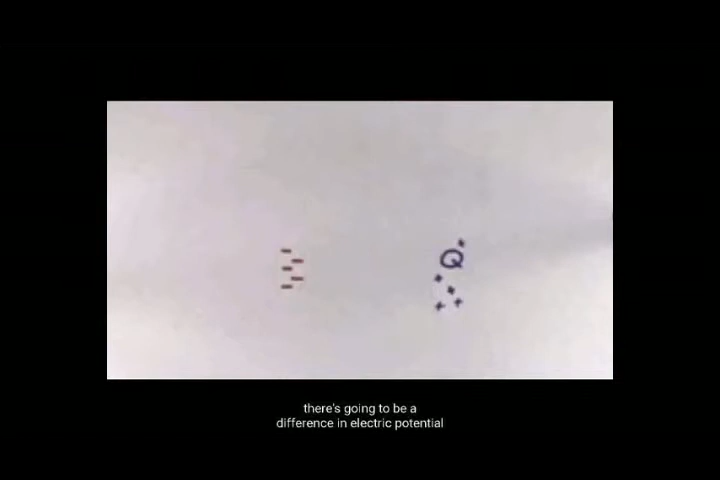 Q
there's going to be a
difference in electric potential